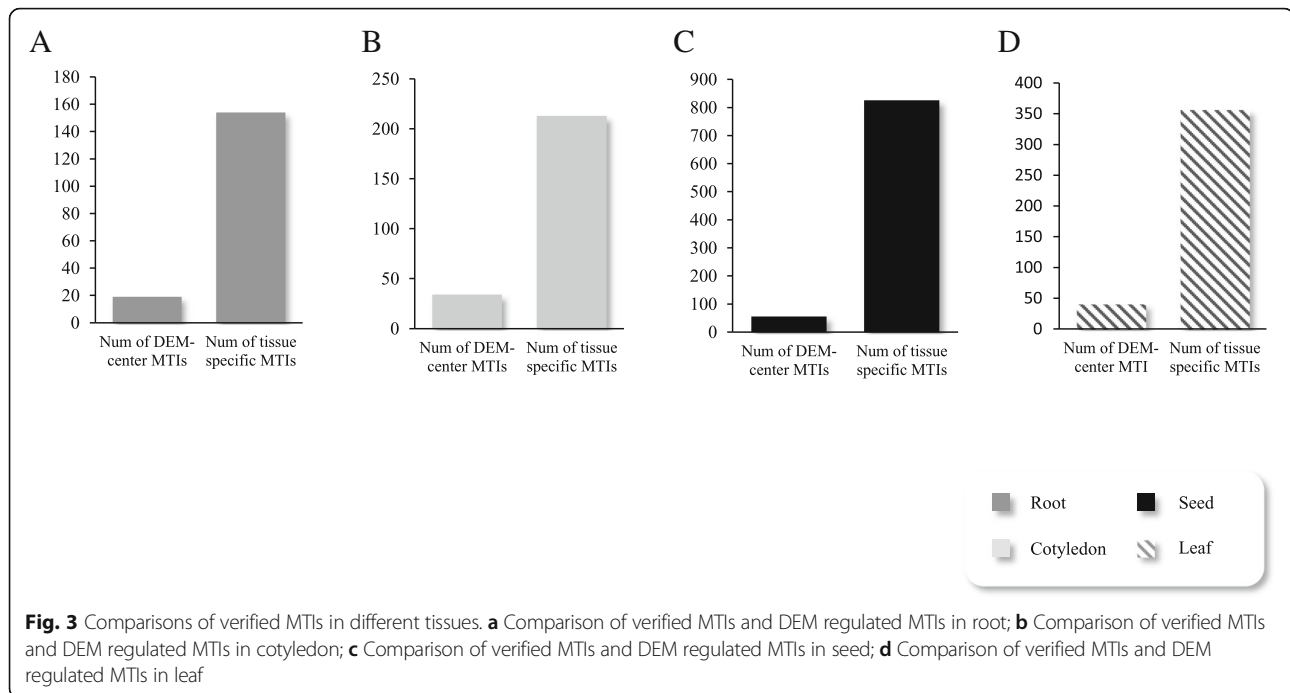 A
B
C
D
180
160
140
120
100
80
60
40
20
0
Num of DEM-
center MTIs
Num of tissue
specific MTIs
250
200
150
100
50
0
Num of DEM-
center MTIs
Num of tissue
specific MTIs
900
800
700
600
500
400
300
200
100
0
Num of DEM-
center MTIs
Num of tissue
specific MTIs
400
350
300
250
200
150
100
50
0
Num of DEM-
center MTI
Num of tissue
specific MTIs
Root
Seed
Cotyledon
Leaf
Fig. 3 Comparisons of verified MTIs in different tissues. a Comparison of verified MTIs and DEM regulated MTIs in root; b Comparison of verified MTIs
and DEM regulated MTIs in cotyledon; c Comparison of verified MTIs and DEM regulated MTIs in seed; d Comparison of verified MTIs and DEM
regulated MTIs in leaf